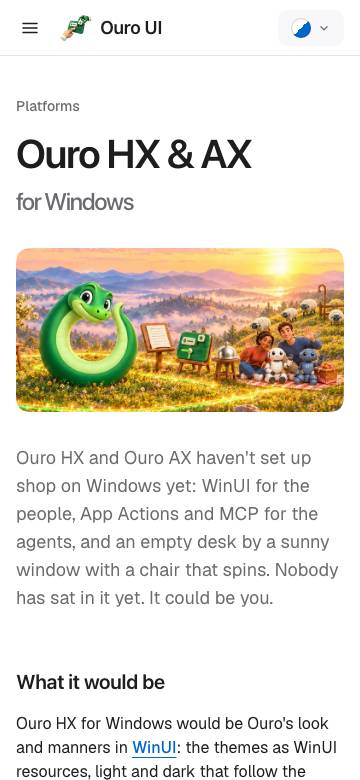 Ouro UI
Platforms
Ouro HX & AX
for Windows
Ouro HX and Ouro AX haven't set up
shop on Windows yet: WinUI for the
people, App Actions and MCP for the
agents, and an empty desk by a sunny
window with a chair that spins. Nobody
has sat in it yet. It could be you.
What it would be
Ouro HX for Windows would be Ouro's look
and manners in WinUI: the themes as WinUI
resources, light and dark that follow the